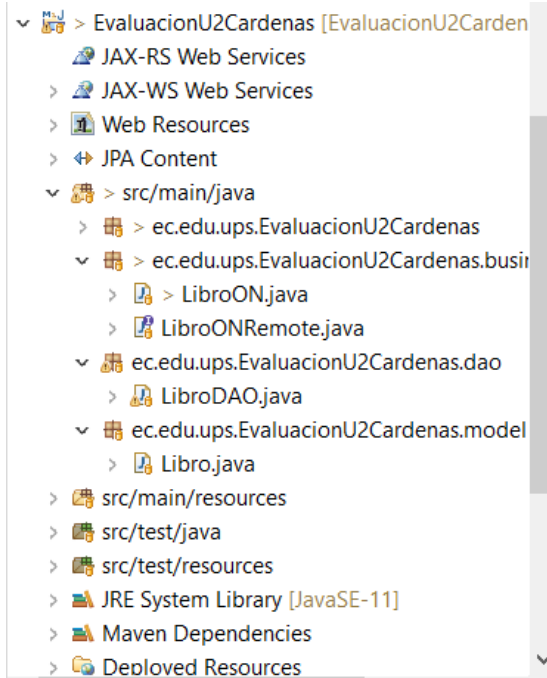 > EvaluacionU2Cardenas [EvaluacionU2Carden
JAX-RS Web Services
> JAX-WS Web Services
> Web Resources
> JPA Content
> src/main/java
> > ec.edu.ups.EvaluacionU2Cardenas
> ec.edu.ups.EvaluacionU2Cardenas.busin
> > LibroON.java
> LibroONRemote.java
ec.edu.ups.EvaluacionU2Cardenas.dao
> LibroDAO.java
ec.edu.ups.EvaluacionU2Cardenas.model
> Libro.java
> src/main/resources
> src/test/java
> src/test/resources
> JRE System Library [JavaSE-11]
> Maven Dependencies
> Deployed Resources